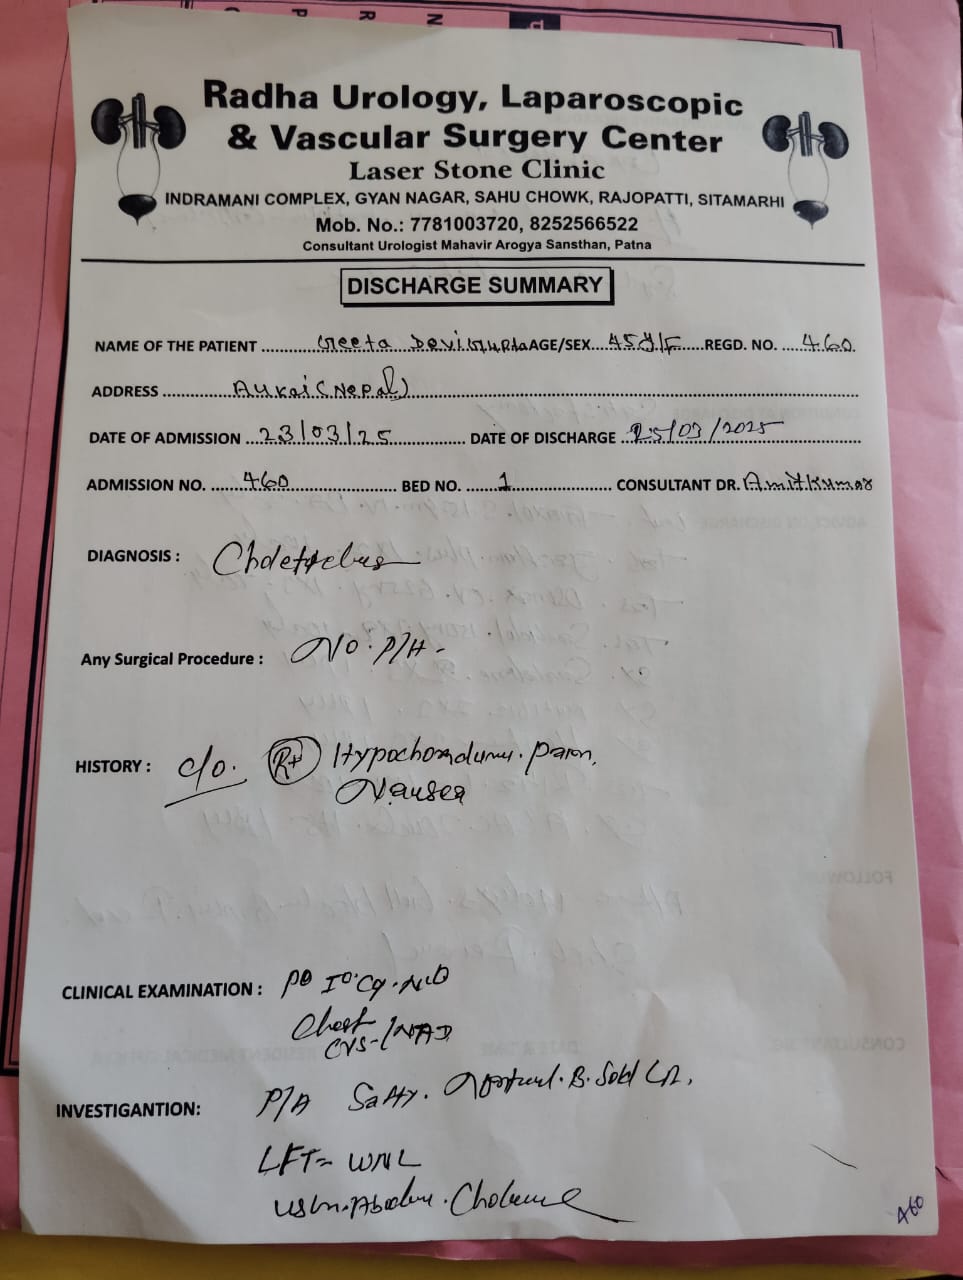 Radha Urology, Laparoscopic
& Vascular Surgery Center
Laser Stone Clinic
INDRAMANI COMPLEX, GYAN NAGAR, SAHU CHOWK, RAJOPATTI, SITAMARHI
Mob. No.: 7781003720, 8252566522
Consultant Urologist Mahavir Arogya Sansthan, Patna
DISCHARGE SUMMARY
NAME OF THE PATIENT Geeta Devi Gupta AGE/SEX 45Y/F REGD. NO. 460
ADDRESS (Nepal)
DATE OF ADMISSION 23/03/25 DATE OF DISCHARGE 25/03/2025
ADMISSION NO. 460 BED NO. 1 CONSULTANT DR. Amit Kumar
DIAGNOSIS :
Any Surgical Procedure : No. P/H -
HISTORY : c/o. Rt Hypochondrium. pain,
Nausea
CLINICAL EXAMINATION :
Chest
CVS - NAD
INVESTIGANTION: P/A
LFT = WNL
460